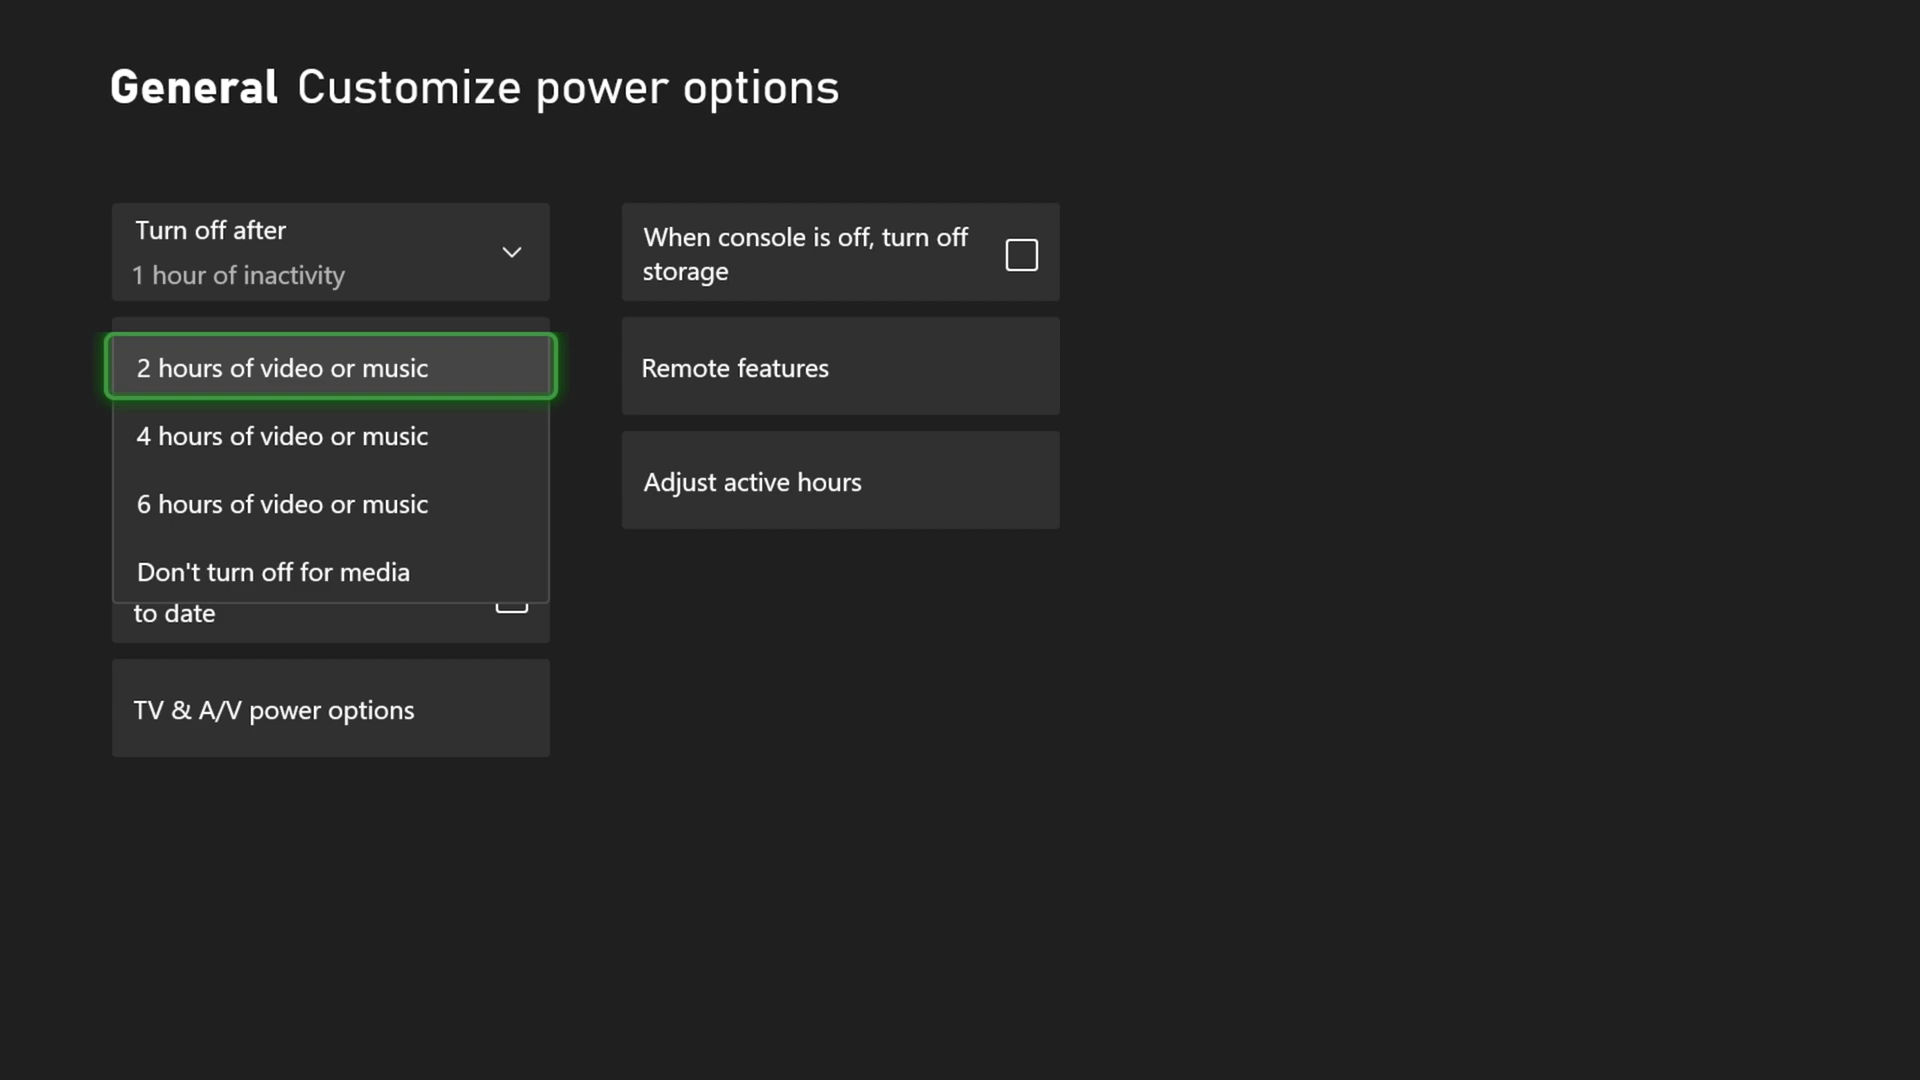 General Customize power options
Turn off after
1 hour of inactivity
2 hours of video or music
4 hours of video or music
6 hours of video or music
Don't turn off for media
to date
TV & A/V power options
When console is off, turn off
storage
Remote features
Adjust active hours